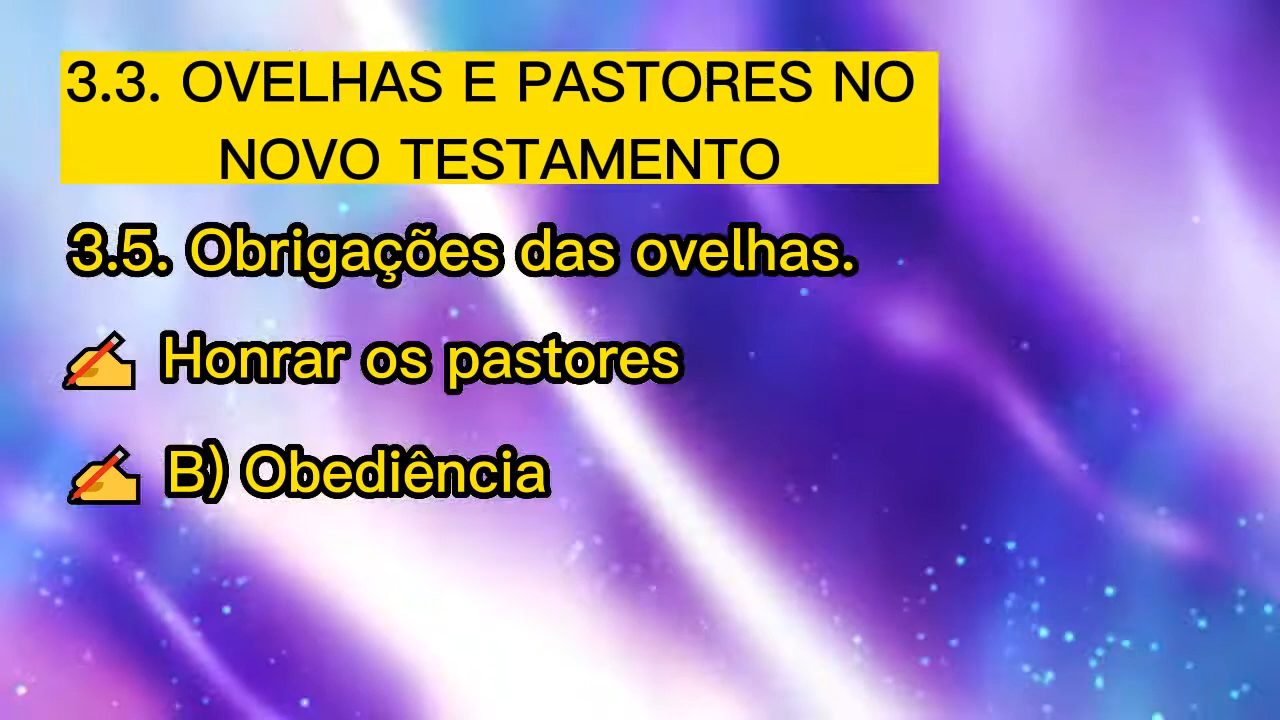 3.3. OVELHAS E PASTORES NO
NOVO TESTAMENTO
3.5. Obrigações das ovelhas.
✍ Honrar os pastores
✍ B) Obediência